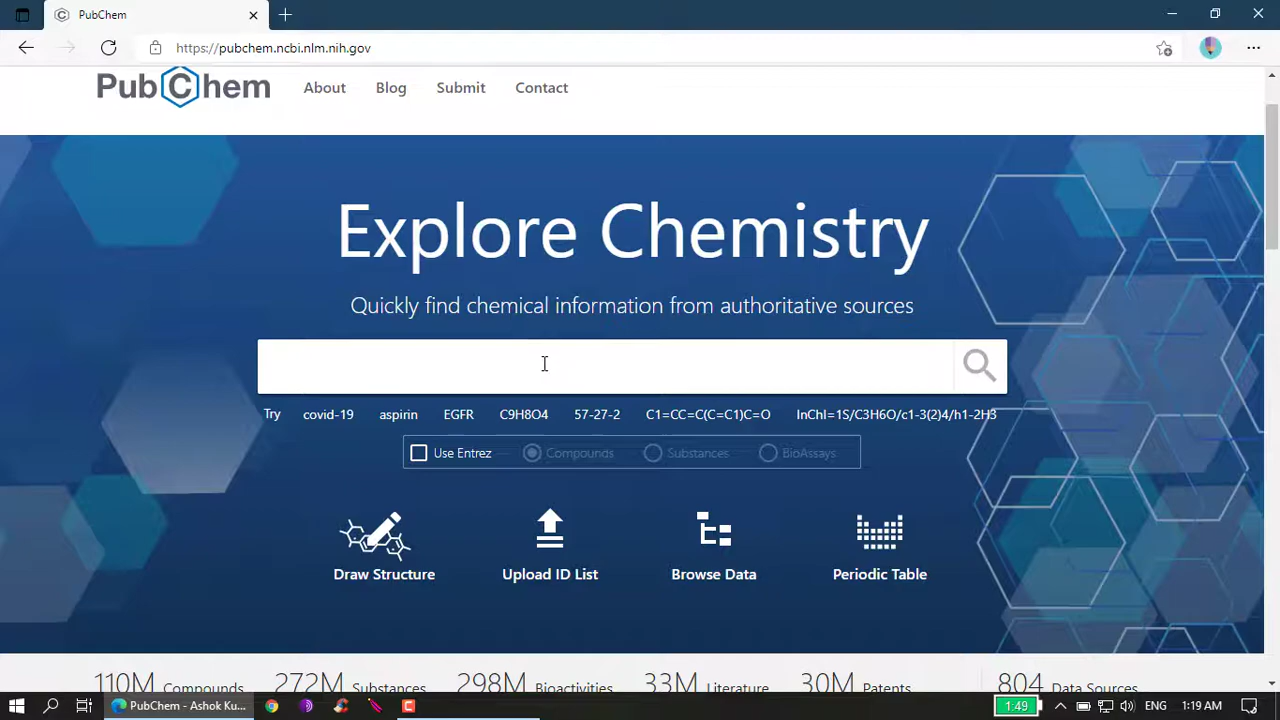 PubChem
https://pubchem.ncbi.nlm.nih.gov
PubChem About Blog Submit Contact
Explore Chemistry
Quickly find chemical information from authoritative sources
Try covid-19 aspirin EGFR C9H8O4 57-27-2 C1=CC=C(C=C1)C=O InChI=1S/C3H6O/c1-3(2)4/h1-2H3
Use Entrez Compounds Substances BioAssays
Draw Structure Upload ID List Browse Data Periodic Table
110M Compounds 272M Substances 298M Bioactivities 33M Literature 30M Patents 804 Data Sources
PubChem - Ashok Ku... 1:49 ENG 1:19 AM